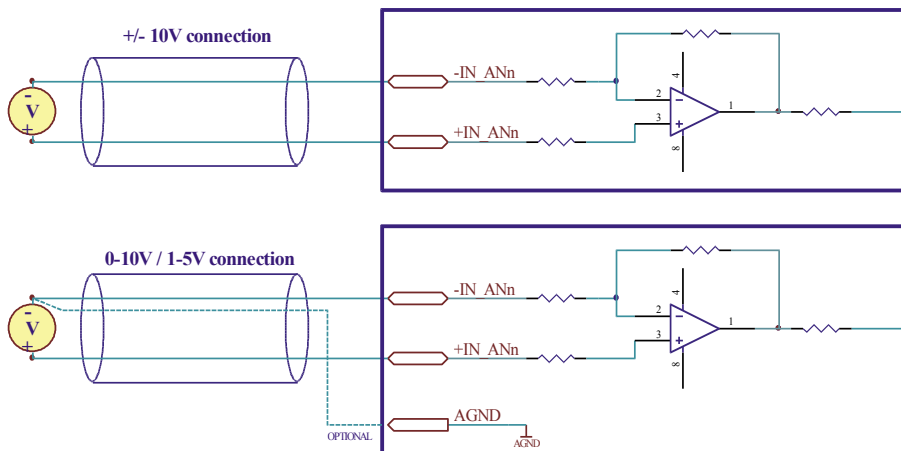 +/- 10V connection
-
V
+
-IN_ANn
+IN_ANn
4
2
-
3
+
1
8
0-10V / 1-5V connection
-
V
+
-IN_ANn
+IN_ANn
4
2
-
3
+
1
8
AGND
OPTIONAL
AGND